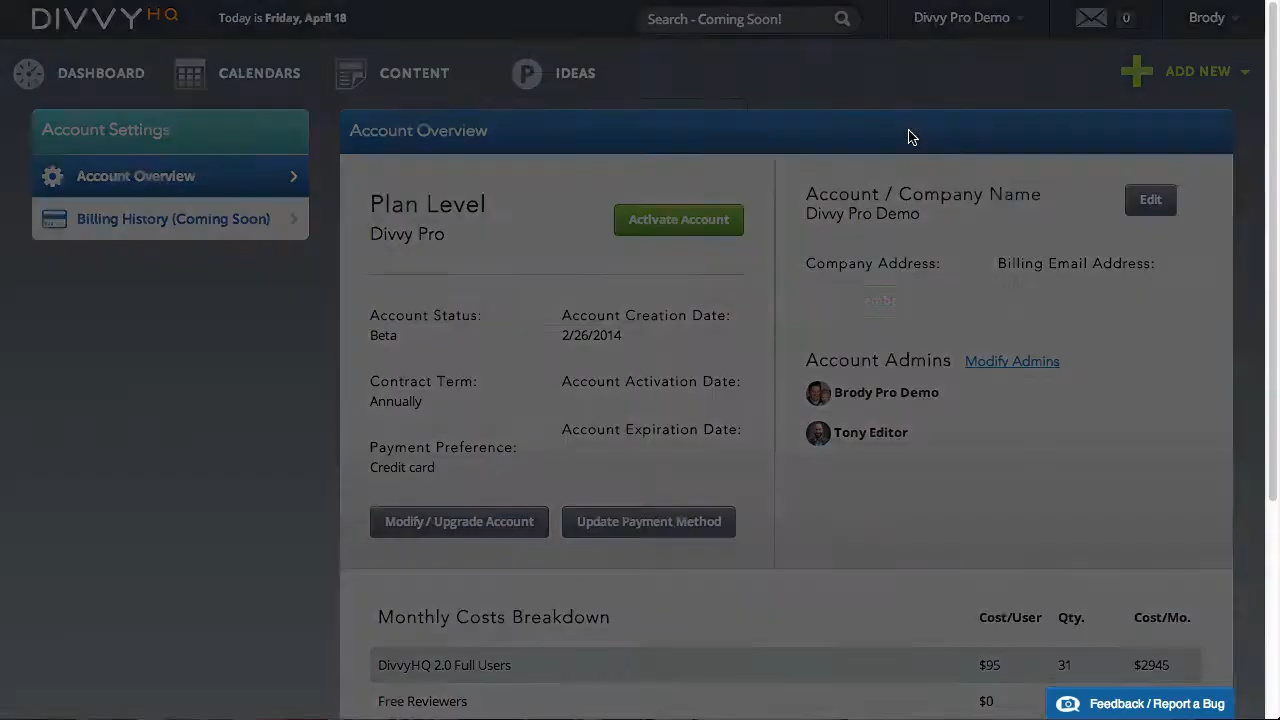 DIVVYHQ
Today is Friday, April 18
Search - Coming Soon!
Divvy Pro Demo
0
Brody
DASHBOARD
CALENDARS
CONTENT
P
IDEAS
ADD NEW
Account Settings
Account Overview
Billing History (Coming Soon)
Account Overview
Plan Level
Divvy Pro
Activate Account
Account Status:
Beta
Account Creation Date:
2/26/2014
Contract Term:
Annually
Account Activation Date:
Account Expiration Date:
Payment Preference:
Credit card
Modify / Upgrade Account
Update Payment Method
Account / Company Name
Divvy Pro Demo
Edit
Company Address:
Billing Email Address:
Account Admins
Modify Admins
Brody Pro Demo
Tony Editor
Monthly Costs Breakdown
Cost/User
Qty.
Cost/Mo.
DivvyHQ 2.0 Full Users
$95
31
$2945
Free Reviewers
$0
Feedback / Report a Bug